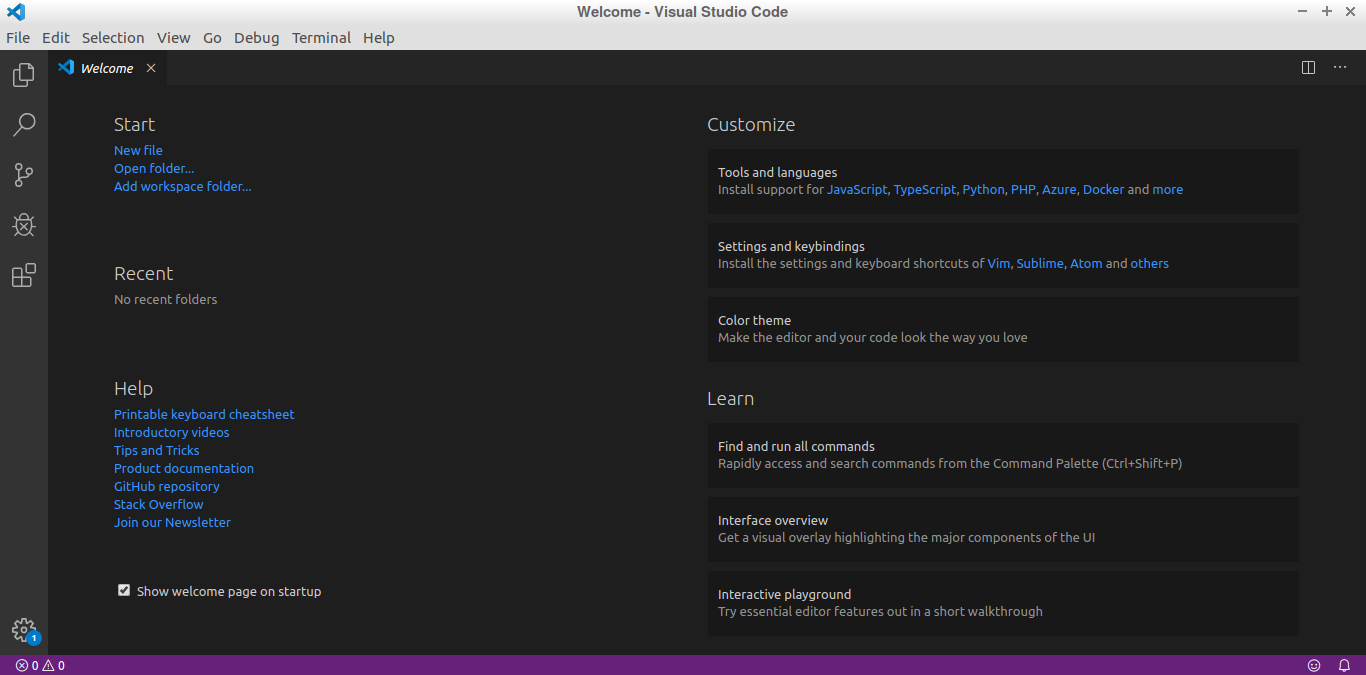 Welcome - Visual Studio Code
File Edit Selection View Go Debug Terminal Help
Welcome
Start
New file
Open folder...
Add workspace folder...
Recent
No recent folders
Help
Printable keyboard cheatsheet
Introductory videos
Tips and Tricks
Product documentation
GitHub repository
Stack Overflow
Join our Newsletter
Show welcome page on startup
Customize
Tools and languages
Install support for JavaScript, TypeScript, Python, PHP, Azure, Docker and more
Settings and keybindings
Install the settings and keyboard shortcuts of Vim, Sublime, Atom and others
Color theme
Make the editor and your code look the way you love
Learn
Find and run all commands
Rapidly access and search commands from the Command Palette (Ctrl+Shift+P)
Interface overview
Get a visual overlay highlighting the major components of the UI
Interactive playground
Try essential editor features out in a short walkthrough
1
0 0